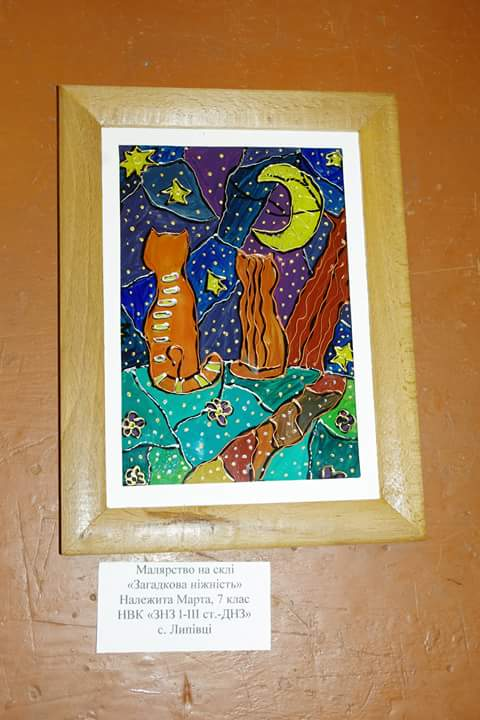 Малярство на склі
«Загадкова ніжність»
Належита Марта, 7 клас
НВК «ЗНЗ І-ІІІ ст.-ДНЗ»
с. Липівці